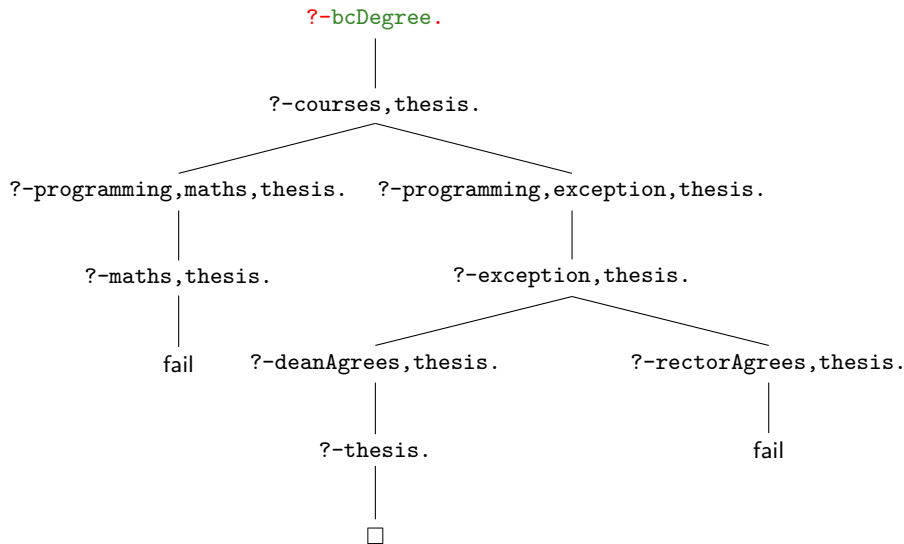 ?-bcDegree.
?-courses,thesis.
?-programming,maths,thesis. ?-programming,exception,thesis.
?-maths,thesis. ?-exception,thesis.
fail ?-deanAgrees,thesis. ?-rectorAgrees,thesis.
?-thesis. fail
□